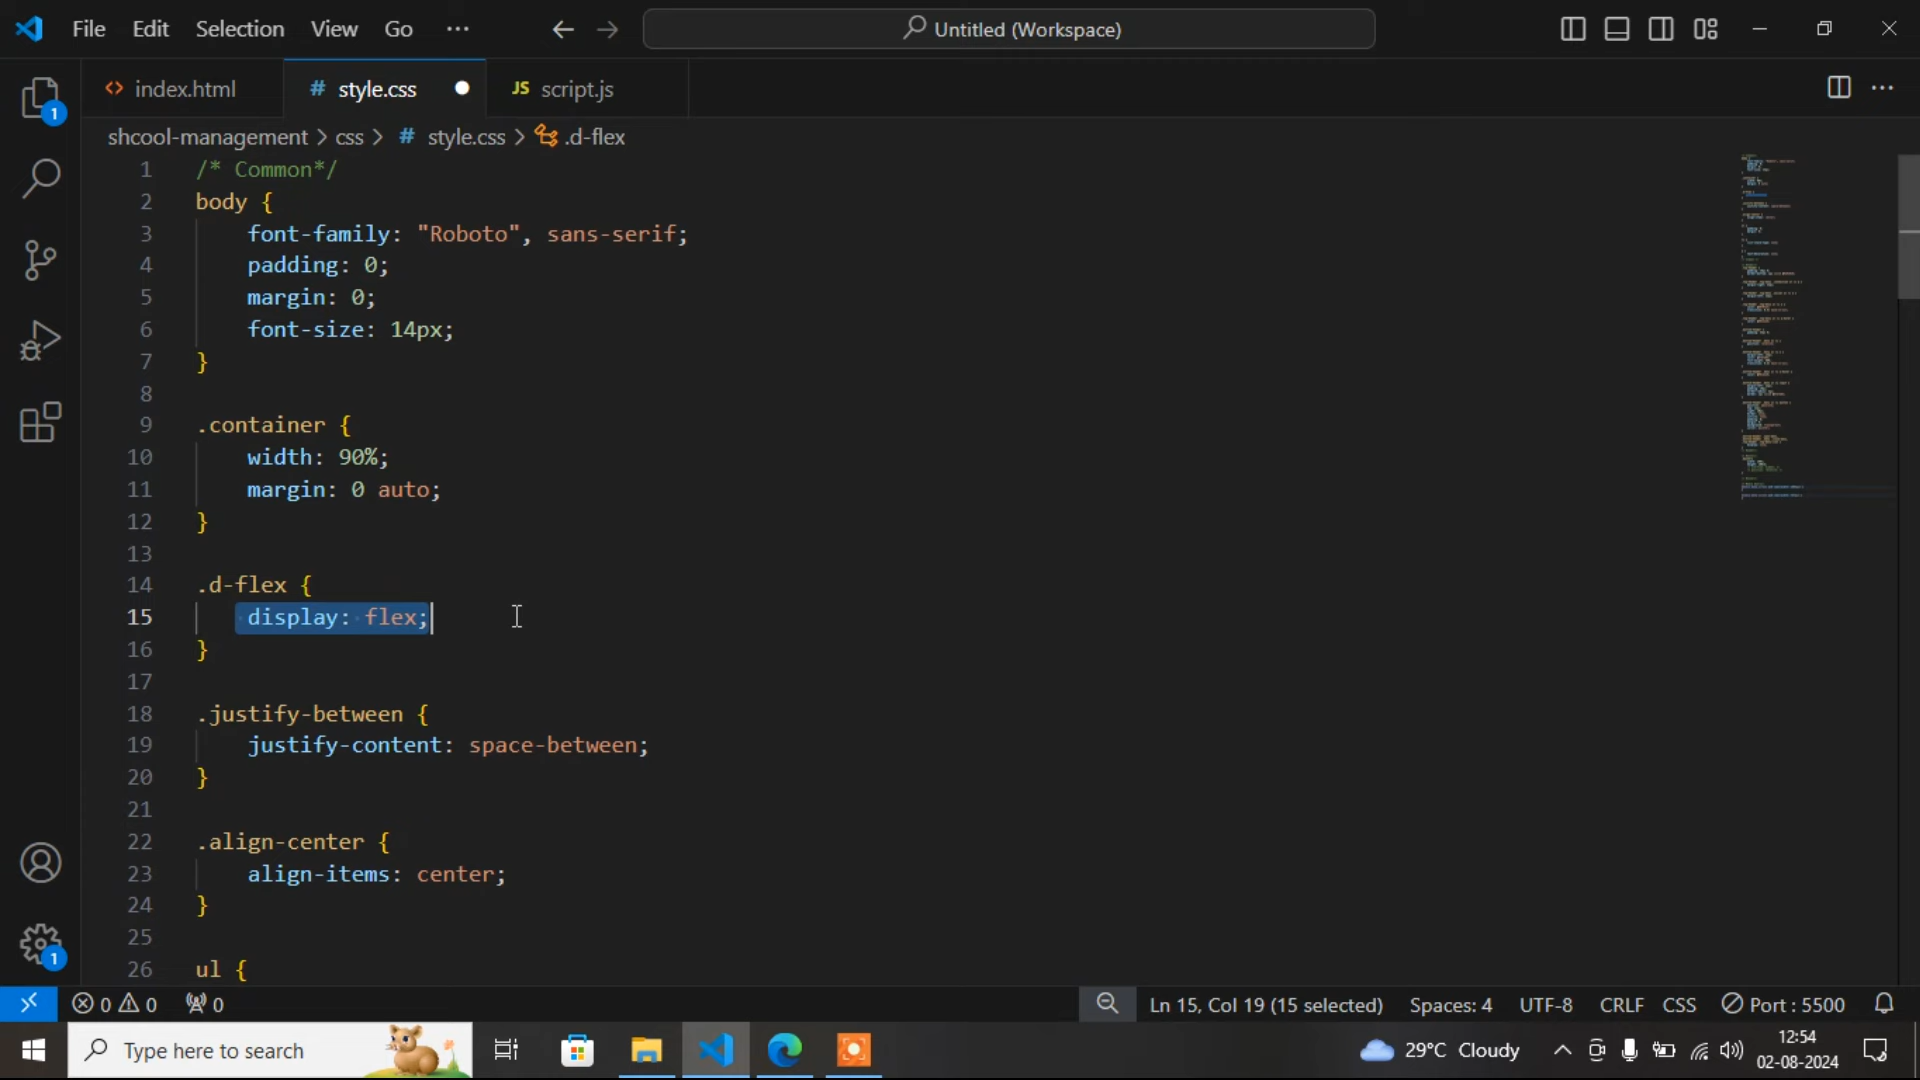 File Edit Selection View Go ···
Untitled (Workspace)
index.html
# style.css
JS script.js
shcool-management > css > # style.css > .d-flex
1 /* Common*/
2 body {
3 font-family: "Roboto", sans-serif;
4 padding: 0;
5 margin: 0;
6 font-size: 14px;
7 }
8
9 .container {
10 width: 90%;
11 margin: 0 auto;
12 }
13
14 .d-flex {
15 display: flex;
16 }
17
18 .justify-between {
19 justify-content: space-between;
20 }
21
22 .align-center {
23 align-items: center;
24 }
25
26 ul {
1
1
0 0 0
Ln 15, Col 19 (15 selected) Spaces: 4 UTF-8 CRLF CSS Port : 5500
Type here to search
29°C Cloudy
12:54
02-08-2024